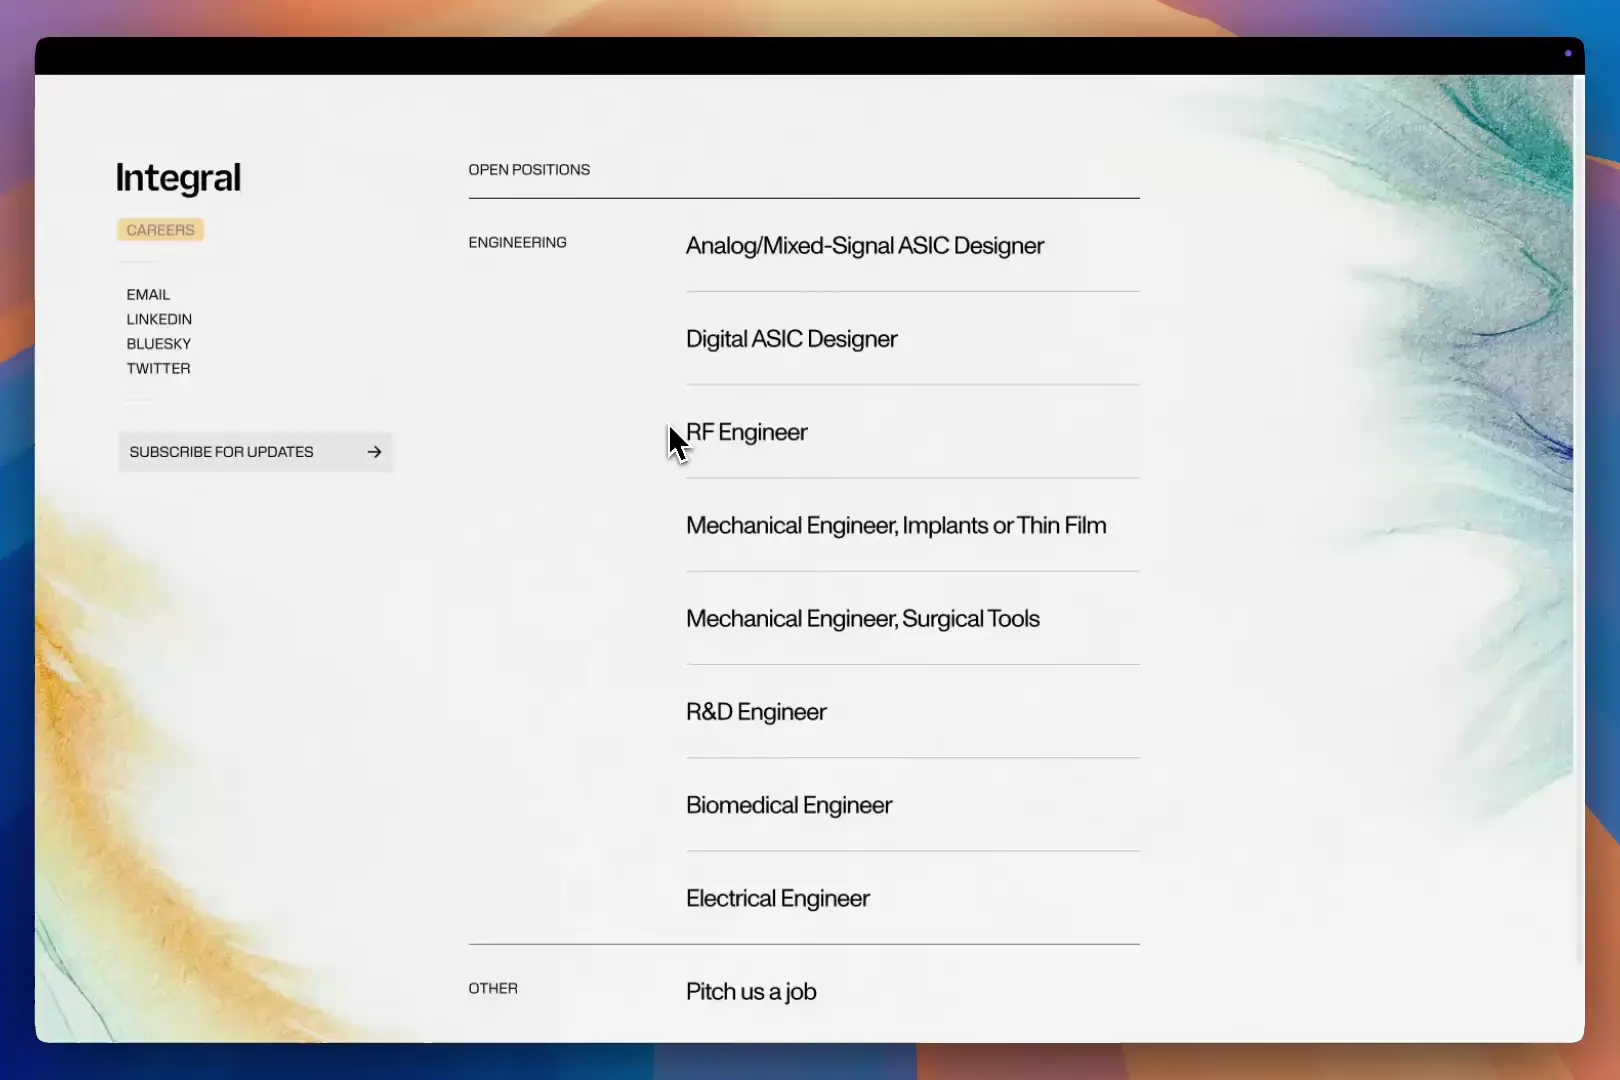 Integral
CAREERS
EMAIL
LINKEDIN
BLUESKY
TWITTER
SUBSCRIBE FOR UPDATES →
OPEN POSITIONS
ENGINEERING
Analog/Mixed-Signal ASIC Designer
Digital ASIC Designer
RF Engineer
Mechanical Engineer, Implants or Thin Film
Mechanical Engineer, Surgical Tools
R&D Engineer
Biomedical Engineer
Electrical Engineer
OTHER
Pitch us a job